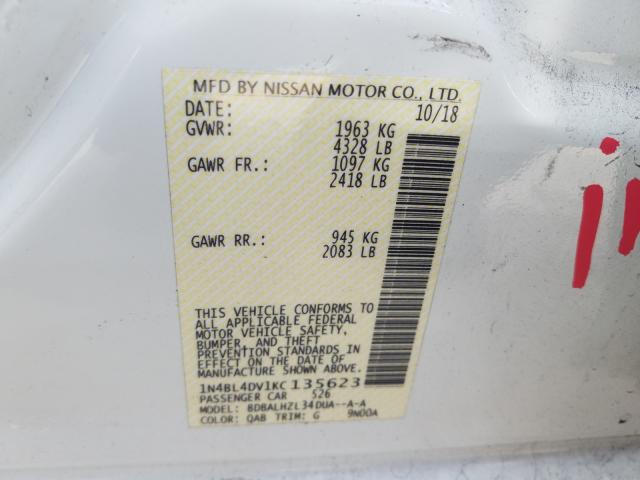 MFD BY NISSAN MOTOR CO., LTD.
DATE: 10/18
GVWR: 1963 KG
4328 LB
GAWR FR.: 1097 KG
2418 LB
GAWR RR.: 945 KG
2083 LB
THIS VEHICLE CONFORMS TO
ALL APPLICABLE FEDERAL
MOTOR VEHICLE SAFETY,
BUMPER, AND THEFT
PREVENTION STANDARDS IN
EFFECT ON THE DATE OF
MANUFACTURE SHOWN ABOVE.
1N4BL4DV1KC135623
PASSENGER CAR 526
MODEL: BDBALHZL34DUA--A-A
COLOR: QAB TRIM: G 9N00A